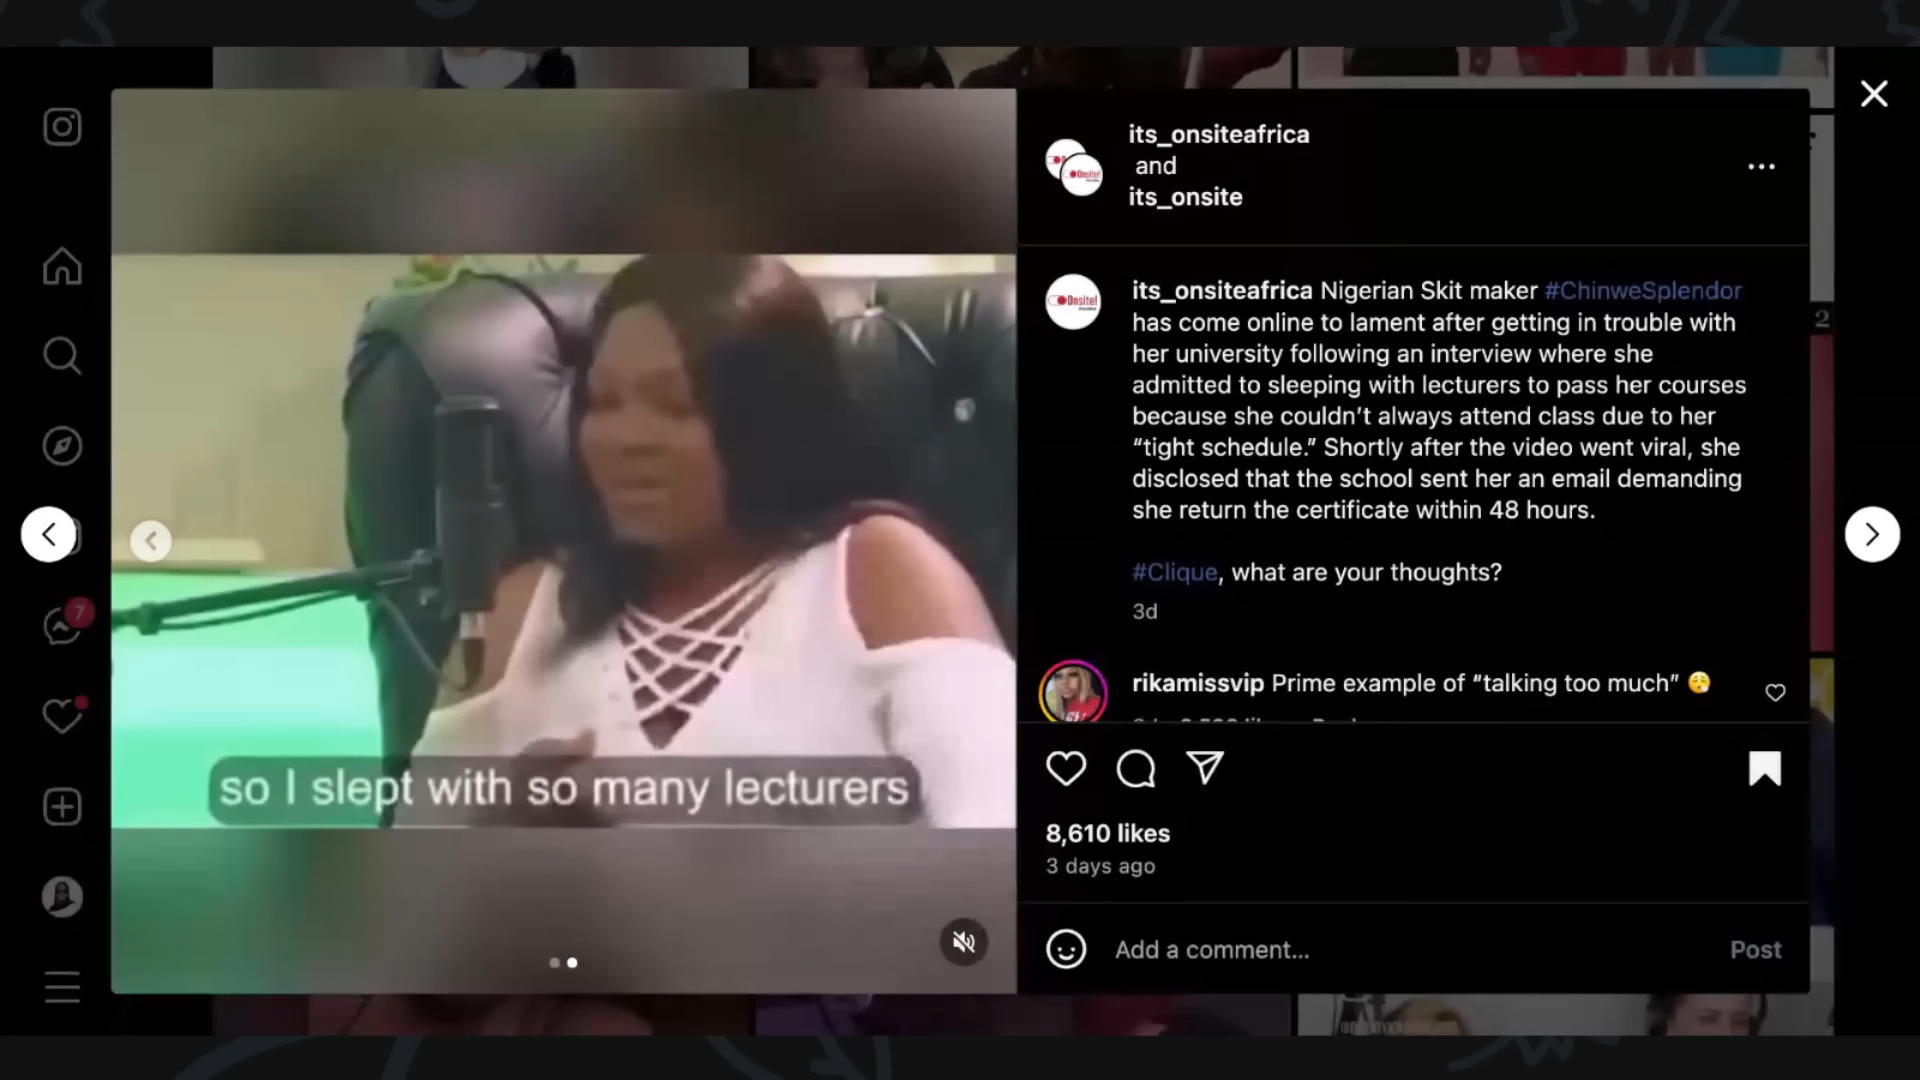 its_onsiteafrica
and
its_onsite
Onsite!
its_onsiteafrica Nigerian Skit maker #ChinweSplendor
has come online to lament after getting in trouble with
her university following an interview where she
admitted to sleeping with lecturers to pass her courses
because she couldn't always attend class due to her
“tight schedule.” Shortly after the video went viral, she
disclosed that the school sent her an email demanding
she return the certificate within 48 hours.
#Clique, what are your thoughts?
3d
rikamissvip Prime example of “talking too much” 😮‍💨
so I slept with so many lecturers
8,610 likes
3 days ago
Add a comment...
Post
7
2